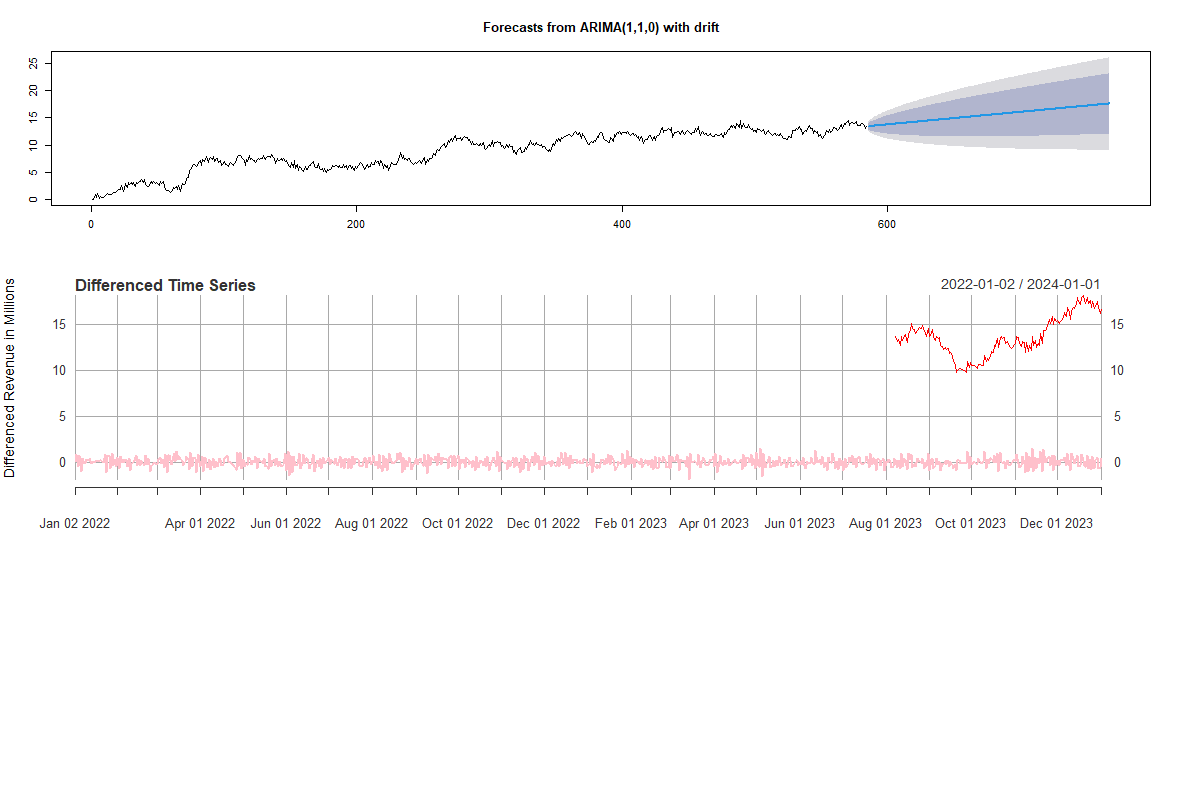 Forecasts from ARIMA(1,1,0) with drift
25
20
15
10
5
0
0 200 400 600
Differenced Time Series 2022-01-02 / 2024-01-01
Differenced Revenue in Millions
15 15
10 10
5 5
0 0
Jan 02 2022 Apr 01 2022 Jun 01 2022 Aug 01 2022 Oct 01 2022 Dec 01 2022 Feb 01 2023 Apr 01 2023 Jun 01 2023 Aug 01 2023 Oct 01 2023 Dec 01 2023